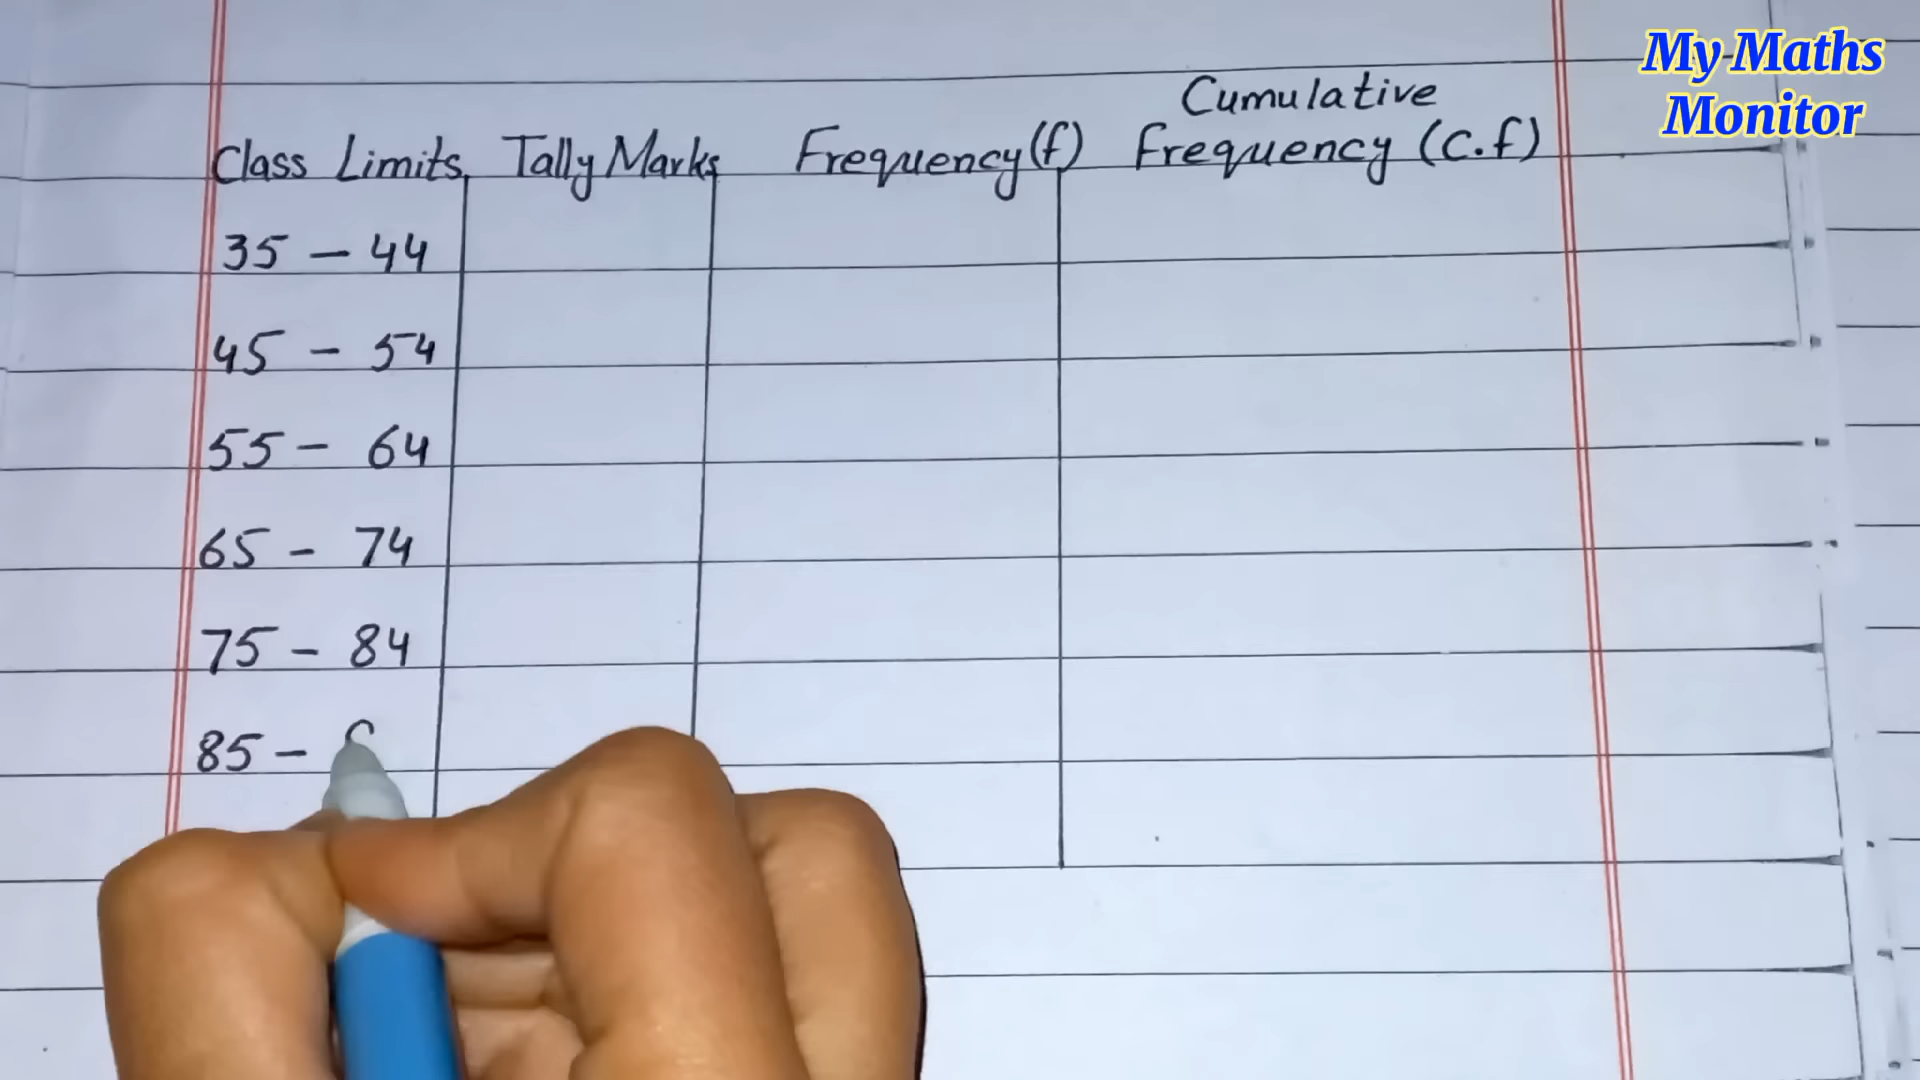 My Maths
Monitor
Cumulative
Class Limits Tally Marks Frequency (f) Frequency (C.f)
35 - 44
45 - 54
55 - 64
65 - 74
75 - 84
85 -